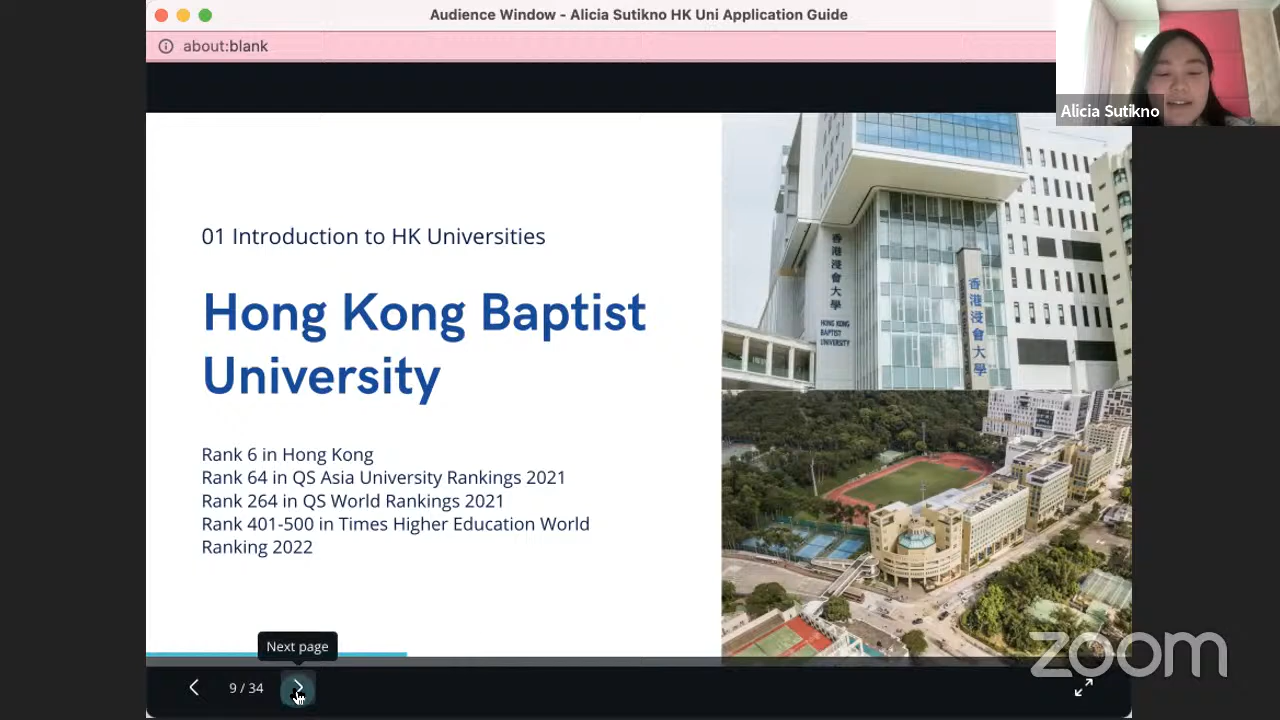 Audience Window - Alicia Sutikno HK Uni Application Guide
about:blank
Alicia Sutikno
01 Introduction to HK Universities
Hong Kong Baptist
University
Rank 6 in Hong Kong
Rank 64 in QS Asia University Rankings 2021
Rank 264 in QS World Rankings 2021
Rank 401-500 in Times Higher Education World
Ranking 2022
香港浸會大學
HONG KONG
BAPTIST
UNIVERSITY
香港浸會大學
Next page
9 / 34
zoom